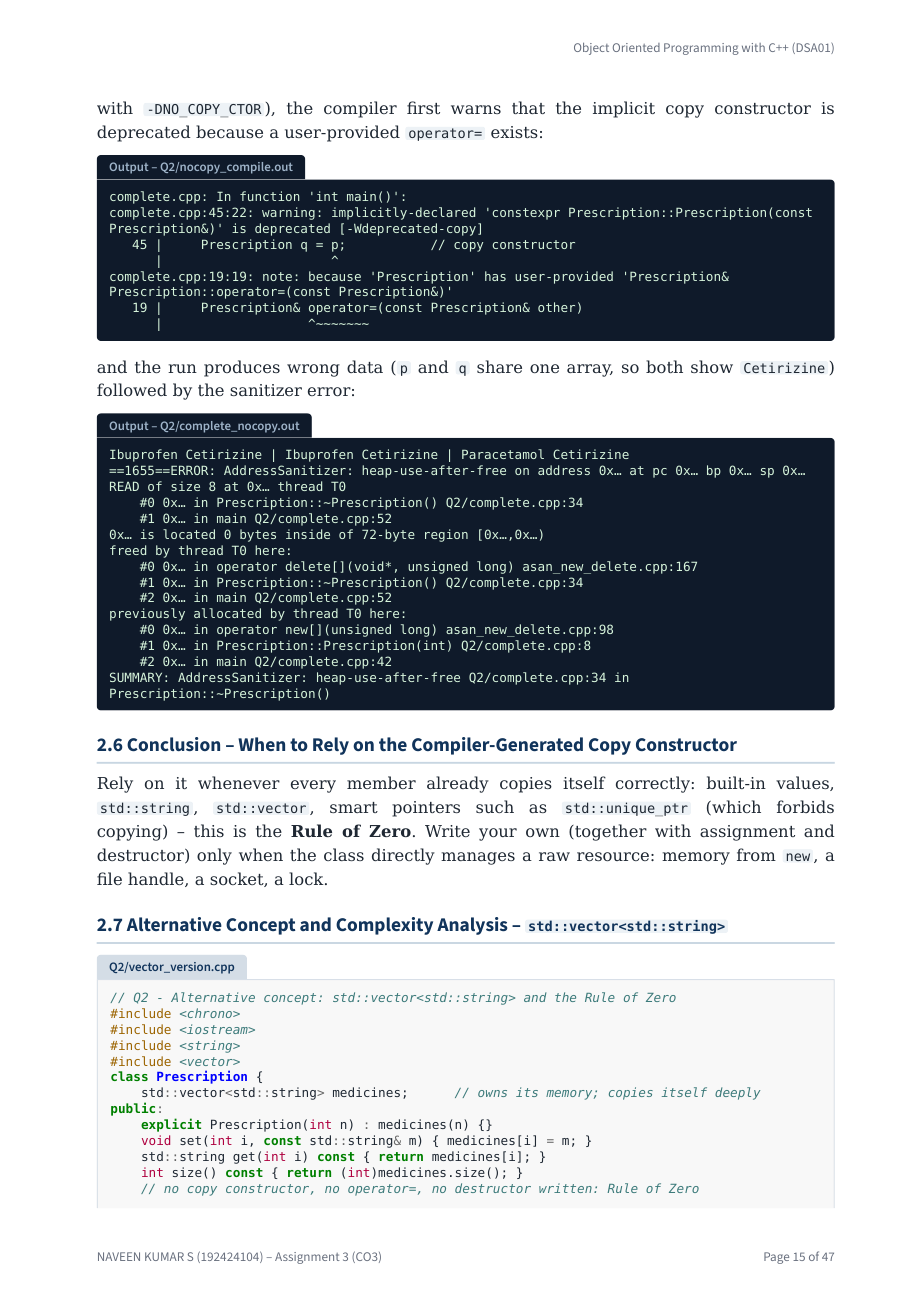 Object Oriented Programming with C++ (DSA01)
with -DNO_COPY_CTOR), the compiler first warns that the implicit copy constructor is
deprecated because a user-provided operator= exists:
Output – Q2/nocopy_compile.out
complete.cpp: In function 'int main()':
complete.cpp:45:22: warning: implicitly-declared 'constexpr Prescription::Prescription(const
Prescription&)' is deprecated [-Wdeprecated-copy]
   45 |     Prescription q = p;           // copy constructor
      |                      ^
complete.cpp:19:19: note: because 'Prescription' has user-provided 'Prescription&
Prescription::operator=(const Prescription&)'
   19 |     Prescription& operator=(const Prescription& other)
      |                   ^~~~~~~~
and the run produces wrong data (p and q share one array, so both show Cetirizine)
followed by the sanitizer error:
Output – Q2/complete_nocopy.out
Ibuprofen Cetirizine | Ibuprofen Cetirizine | Paracetamol Cetirizine
==1655==ERROR: AddressSanitizer: heap-use-after-free on address 0x… at pc 0x… bp 0x… sp 0x…
READ of size 8 at 0x… thread T0
    #0 0x… in Prescription::~Prescription() Q2/complete.cpp:34
    #1 0x… in main Q2/complete.cpp:52
0x… is located 0 bytes inside of 72-byte region [0x…,0x…)
freed by thread T0 here:
    #0 0x… in operator delete[](void*, unsigned long) asan_new_delete.cpp:167
    #1 0x… in Prescription::~Prescription() Q2/complete.cpp:34
    #2 0x… in main Q2/complete.cpp:52
previously allocated by thread T0 here:
    #0 0x… in operator new[](unsigned long) asan_new_delete.cpp:98
    #1 0x… in Prescription::Prescription(int) Q2/complete.cpp:8
    #2 0x… in main Q2/complete.cpp:42
SUMMARY: AddressSanitizer: heap-use-after-free Q2/complete.cpp:34 in
Prescription::~Prescription()
2.6 Conclusion – When to Rely on the Compiler-Generated Copy Constructor
Rely on it whenever every member already copies itself correctly: built-in values,
std::string, std::vector, smart pointers such as std::unique_ptr (which forbids
copying) – this is the Rule of Zero. Write your own (together with assignment and
destructor) only when the class directly manages a raw resource: memory from new, a
file handle, a socket, a lock.
2.7 Alternative Concept and Complexity Analysis – std::vector<std::string>
Q2/vector_version.cpp
// Q2 - Alternative concept: std::vector<std::string> and the Rule of Zero
#include <chrono>
#include <iostream>
#include <string>
#include <vector>
class Prescription {
    std::vector<std::string> medicines;      // owns its memory; copies itself deeply
public:
    explicit Prescription(int n) : medicines(n) {}
    void set(int i, const std::string& m) { medicines[i] = m; }
    std::string get(int i) const { return medicines[i]; }
    int size() const { return (int)medicines.size(); }
    // no copy constructor, no operator=, no destructor written: Rule of Zero
NAVEEN KUMAR S (192424104) – Assignment 3 (CO3)
Page 15 of 47